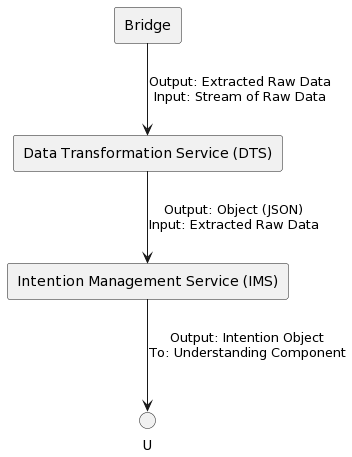 Bridge
Output: Extracted Raw Data
Input: Stream of Raw Data
Data Transformation Service (DTS)
Output: Object (JSON)
Input: Extracted Raw Data
Intention Management Service (IMS)
Output: Intention Object
To: Understanding Component
U